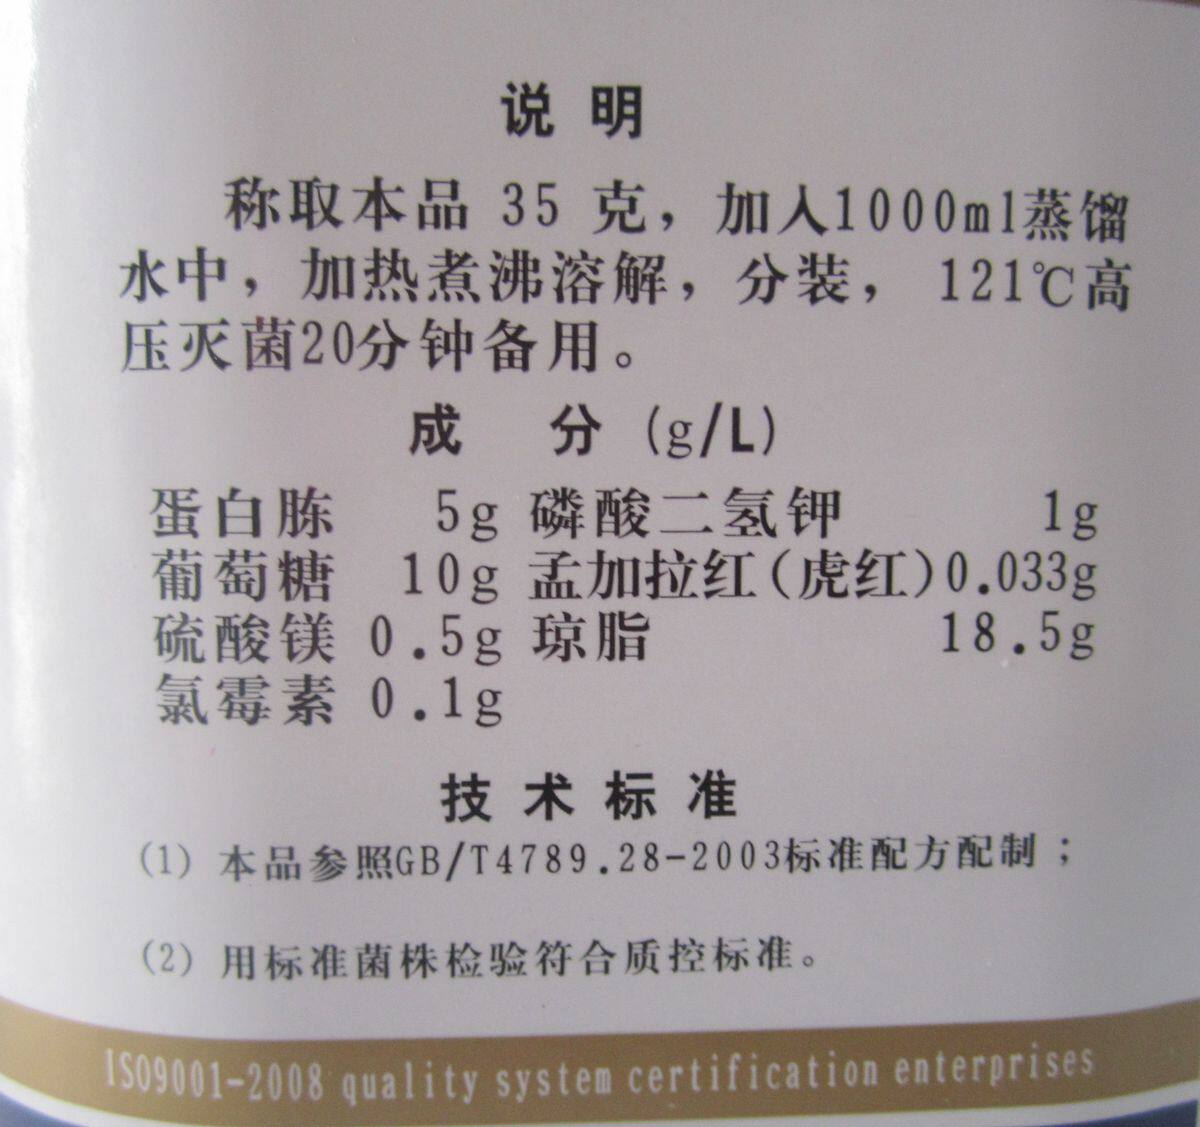 说 明
称取本品 35 克，加入1000ml蒸馏
水中，加热煮沸溶解，分装， 121℃高
压灭菌20分钟备用。
成 分 (g/L)
蛋白胨 5g 磷酸二氢钾 1g
葡萄糖 10g 孟加拉红(虎红)0.033g
硫酸镁 0.5g 琼脂 18.5g
氯霉素 0.1g
技 术 标 准
(1) 本品参照GB/T4789.28-2003标准配方配制；
(2) 用标准菌株检验符合质控标准。
ISO9001-2008 quality system certification enterprises